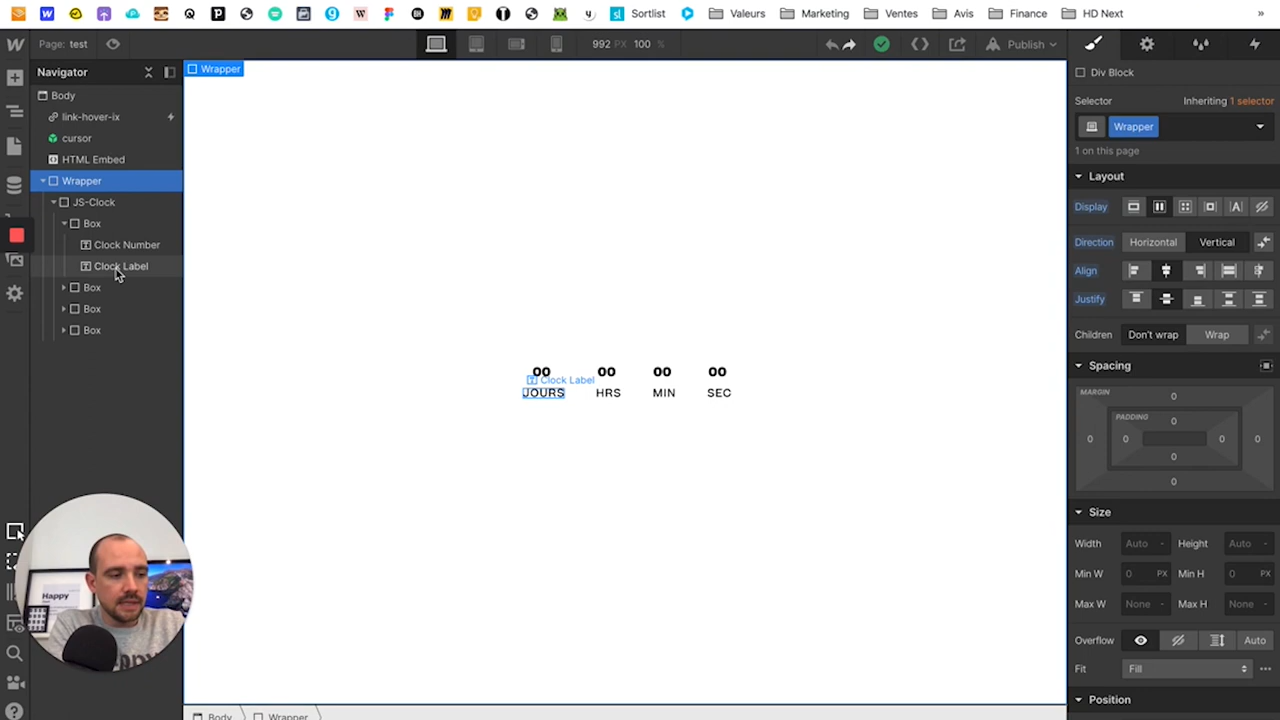 Sortlist Valeurs Marketing Ventes Avis Finance HD Next »
Page: test 992 PX 100 % Publish
Navigator
Wrapper
Body
link-hover-ix
cursor
HTML Embed
Wrapper
JS-Clock
Box
Clock Number
Clock Label
Box
Box
Box
00 00 00 00
Clock Label
JOURS HRS MIN SEC
Happy
Body Wrapper
Div Block
Selector Inheriting 1 selector
Wrapper
1 on this page
Layout
Display
Direction Horizontal Vertical
Align
Justify
Children Don't wrap Wrap
Spacing
MARGIN 0
PADDING 0
0 0 0 0
0
0
Size
Width Auto - Height Auto -
Min W 0 PX Min H 0 PX
Max W None - Max H None -
Overflow Auto
Fit Fill
Position